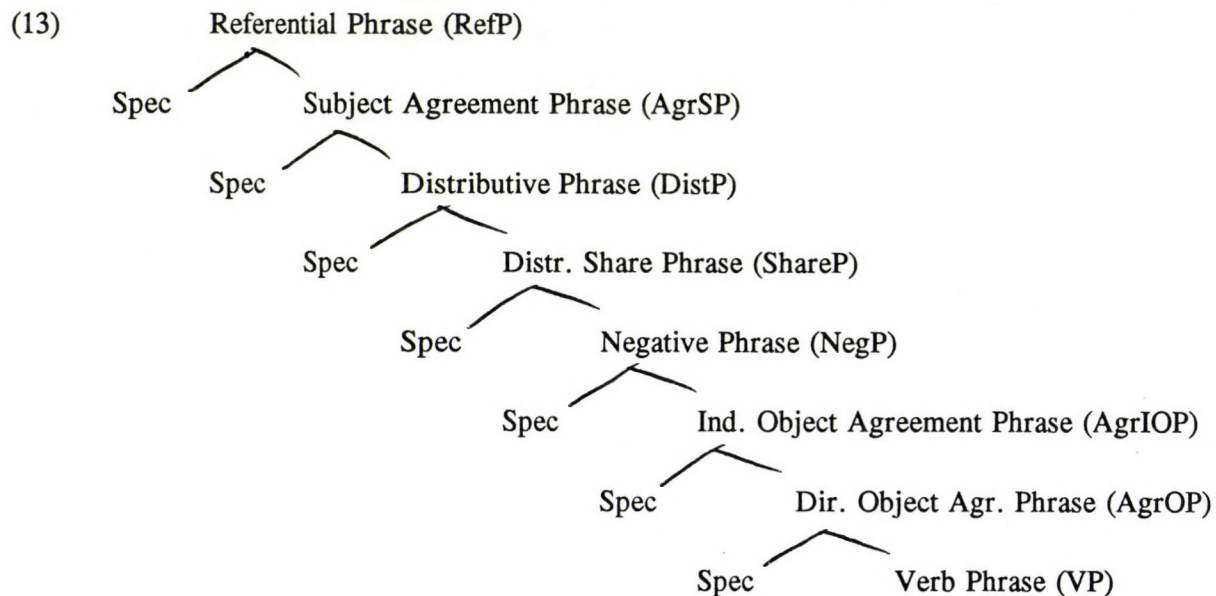 (13) Referential Phrase (RefP)
Spec Subject Agreement Phrase (AgrSP)
Spec Distributive Phrase (DistP)
Spec Distr. Share Phrase (ShareP)
Spec Negative Phrase (NegP)
Spec Ind. Object Agreement Phrase (AgrIOP)
Spec Dir. Object Agr. Phrase (AgrOP)
Spec Verb Phrase (VP)